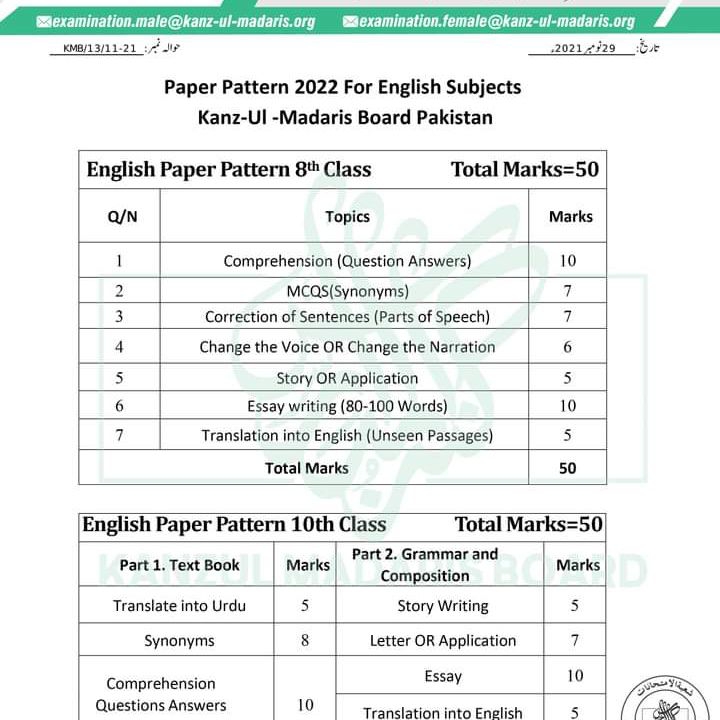 examination.male@kanz-ul-madaris.org examination.female@kanz-ul-madaris.org
حوالہ نمبر: KMB/13/11-21 تاریخ: 29 نومبر 2021ء
Paper Pattern 2022 For English Subjects
Kanz-Ul -Madaris Board Pakistan
English Paper Pattern 8th Class Total Marks=50
Q/N Topics Marks
1 Comprehension (Question Answers) 10
2 MCQS(Synonyms) 7
3 Correction of Sentences (Parts of Speech) 7
4 Change the Voice OR Change the Narration 6
5 Story OR Application 5
6 Essay writing (80-100 Words) 10
7 Translation into English (Unseen Passages) 5
Total Marks 50
English Paper Pattern 10th Class Total Marks=50
Part 1. Text Book Marks Part 2. Grammar and Composition Marks
KANZUL MADARIS BOARD
Translate into Urdu 5 Story Writing 5
Synonyms 8 Letter OR Application 7
Comprehension Questions Answers 10 Essay 10
Translation into English 5
شعبة الامتحانات